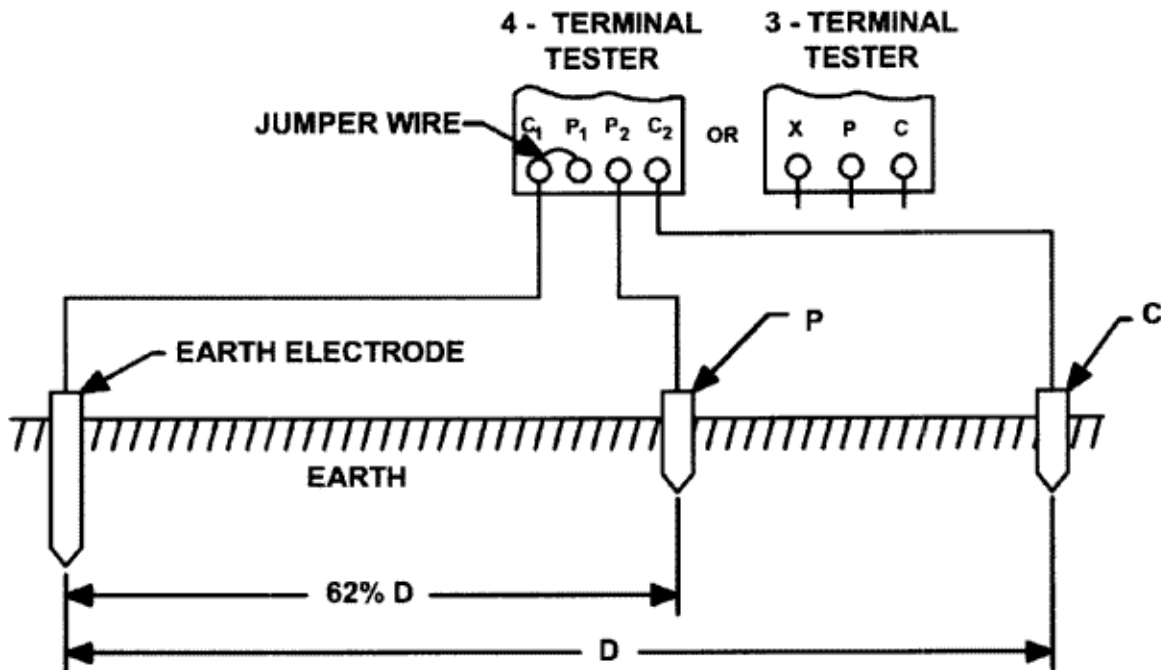 4 - TERMINAL
TESTER
3 - TERMINAL
TESTER
JUMPER WIRE
C₁ P₁ P₂ C₂
OR
X P C
P
C
EARTH ELECTRODE
EARTH
62% D
D